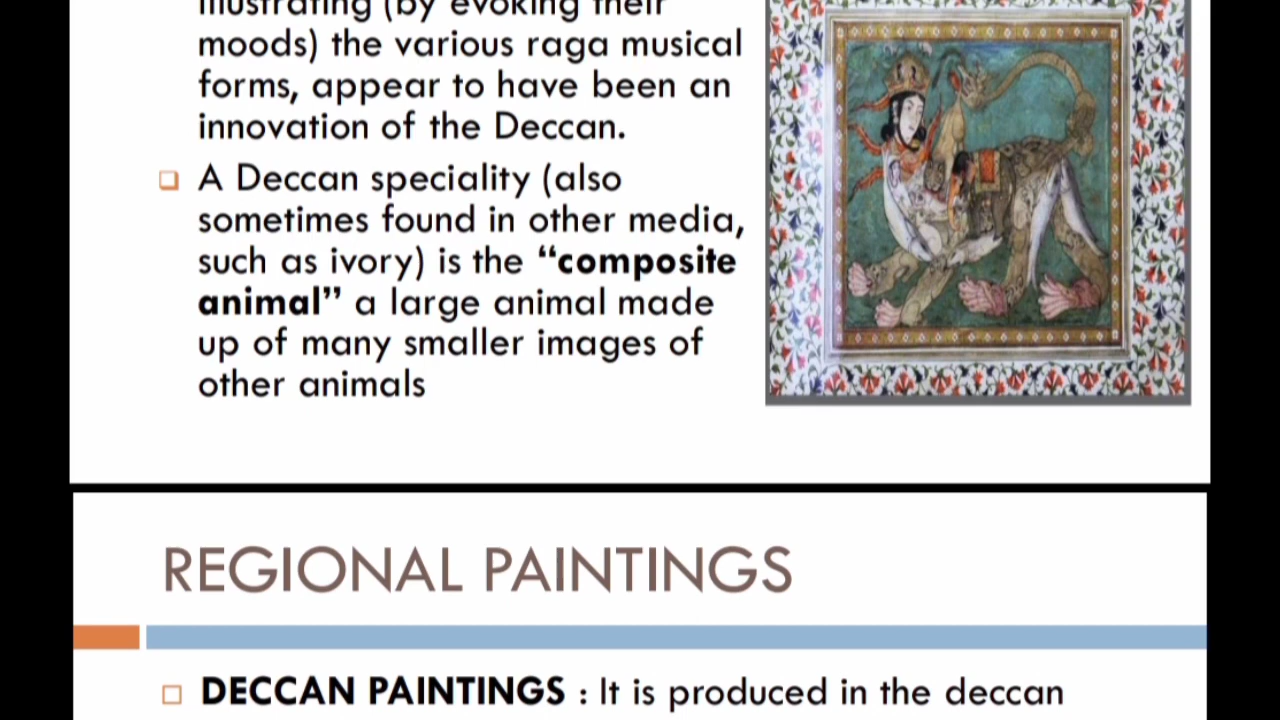 illustrating (by evoking their
moods) the various raga musical
forms, appear to have been an
innovation of the Deccan.
A Deccan speciality (also
sometimes found in other media,
such as ivory) is the “composite
animal” a large animal made
up of many smaller images of
other animals
REGIONAL PAINTINGS
DECCAN PAINTINGS : It is produced in the deccan